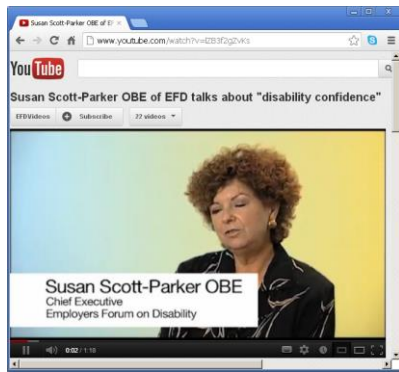 Susan Scott-Parker OBE of EF
www.youtube.com/watch?v=IZB3f2gZvKs
You Tube
Susan Scott-Parker OBE of EFD talks about "disability confidence"
EFDVideos Subscribe 22 videos
Susan Scott-Parker OBE
Chief Executive
Employers Forum on Disability
0:02 / 1:18